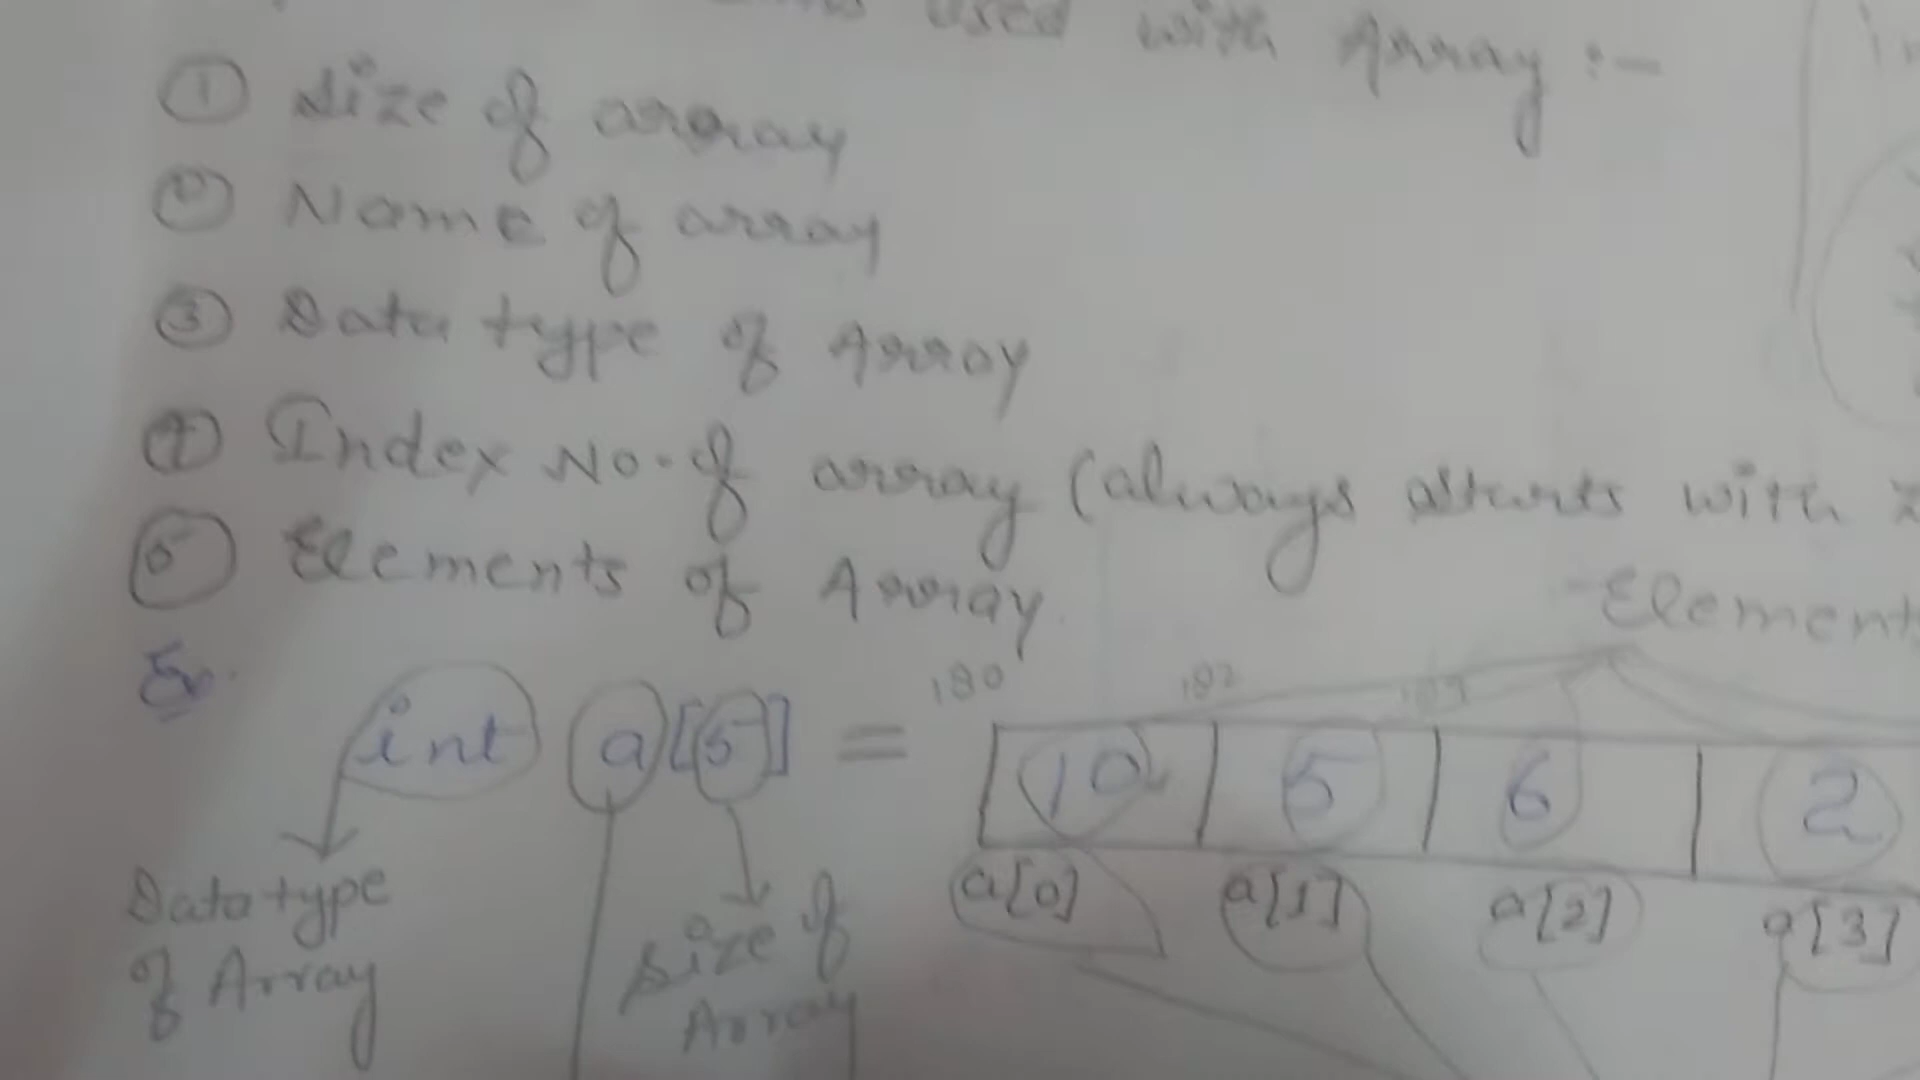 used with Array :-
① Size of array
② Name of array
③ Data type of Array
④ Index No. of array (always starts with
⑤ Elements of Array.
Elements
Ex.
180 182
int a[5] = 10 5 6 2
a[0] a[1] a[2] a[3]
Data type
of Array
Size of
Array